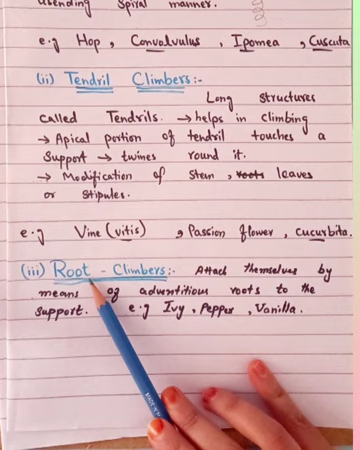 ascending spiral manner.
e.g Hop, Convolvulus, Ipomea, Cuscuta
(ii) Tendril Climbers:-
Long structures
called Tendrils. → helps in climbing
→ Apical portion of tendril touches a
support → twines round it.
→ Modification of Stem, roots leaves
or stipules.
e.g Vine (vitis), Passion flower, cucurbita.
(iii) Root - Climbers:- Attach themselves by
means of adventitious roots to the
support. e.g Ivy, Pepper, Vanilla.